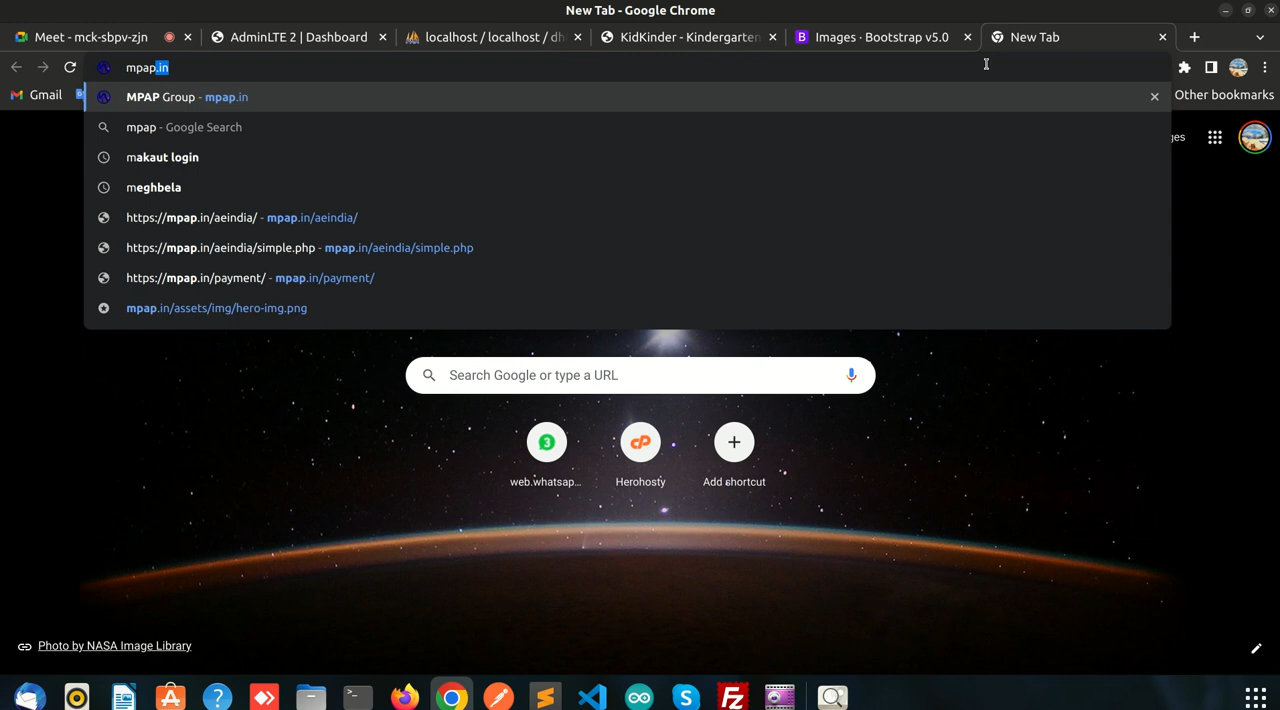 New Tab - Google Chrome
Meet - mck-sbpv-zjn
AdminLTE 2 | Dashboard
localhost / localhost / dh
KidKinder - Kindergarten
B Images · Bootstrap v5.0
New Tab
mpap.in
Gmail
Other bookmarks
MPAP Group - mpap.in
mpap - Google Search
makaut login
meghbela
https://mpap.in/aeindia/ - mpap.in/aeindia/
https://mpap.in/aeindia/simple.php - mpap.in/aeindia/simple.php
https://mpap.in/payment/ - mpap.in/payment/
mpap.in/assets/img/hero-img.png
ges
Search Google or type a URL
3
cP
web.whatsap...
Herohosty
Add shortcut
Photo by NASA Image Library